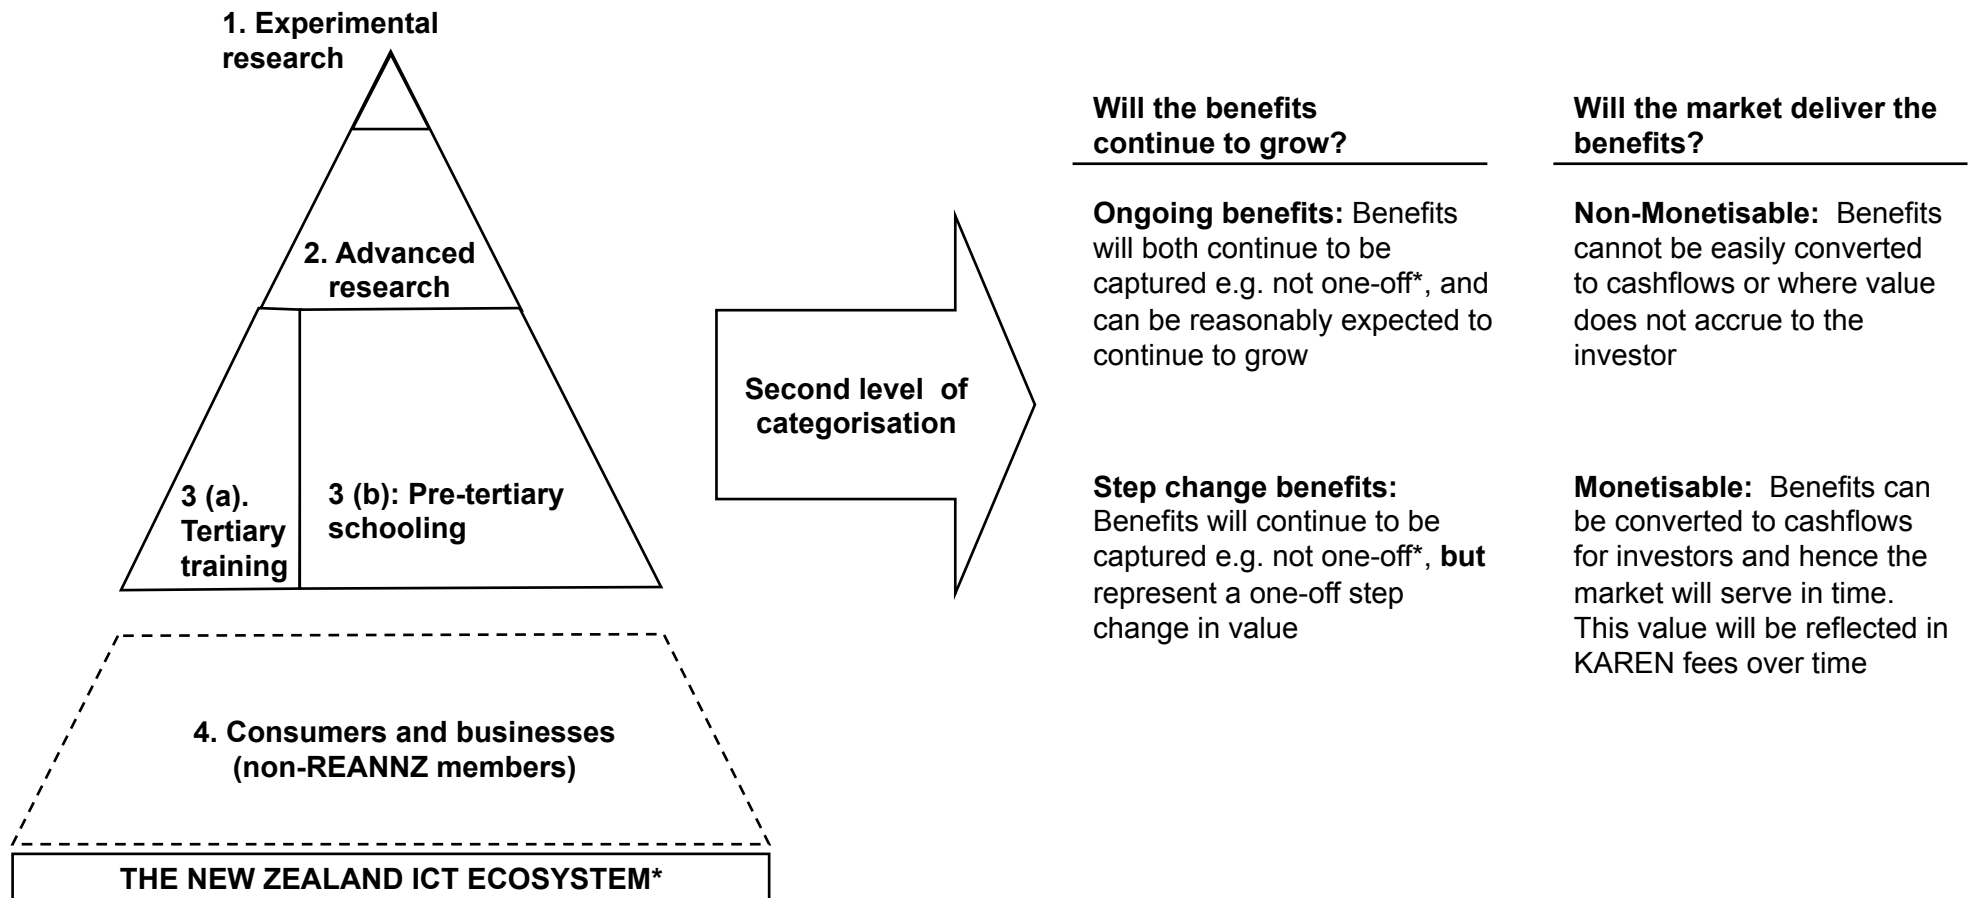 1. Experimental
research
2. Advanced
research
3 (a).
Tertiary
training
3 (b): Pre-tertiary
schooling
4. Consumers and businesses
(non-REANNZ members)
THE NEW ZEALAND ICT ECOSYSTEM*
Second level of
categorisation
Will the benefits
continue to grow?
Ongoing benefits: Benefits
will both continue to be
captured e.g. not one-off*, and
can be reasonably expected to
continue to grow
Step change benefits:
Benefits will continue to be
captured e.g. not one-off*, but
represent a one-off step
change in value
Will the market deliver the
benefits?
Non-Monetisable: Benefits
cannot be easily converted
to cashflows or where value
does not accrue to the
investor
Monetisable: Benefits can
be converted to cashflows
for investors and hence the
market will serve in time.
This value will be reflected in
KAREN fees over time